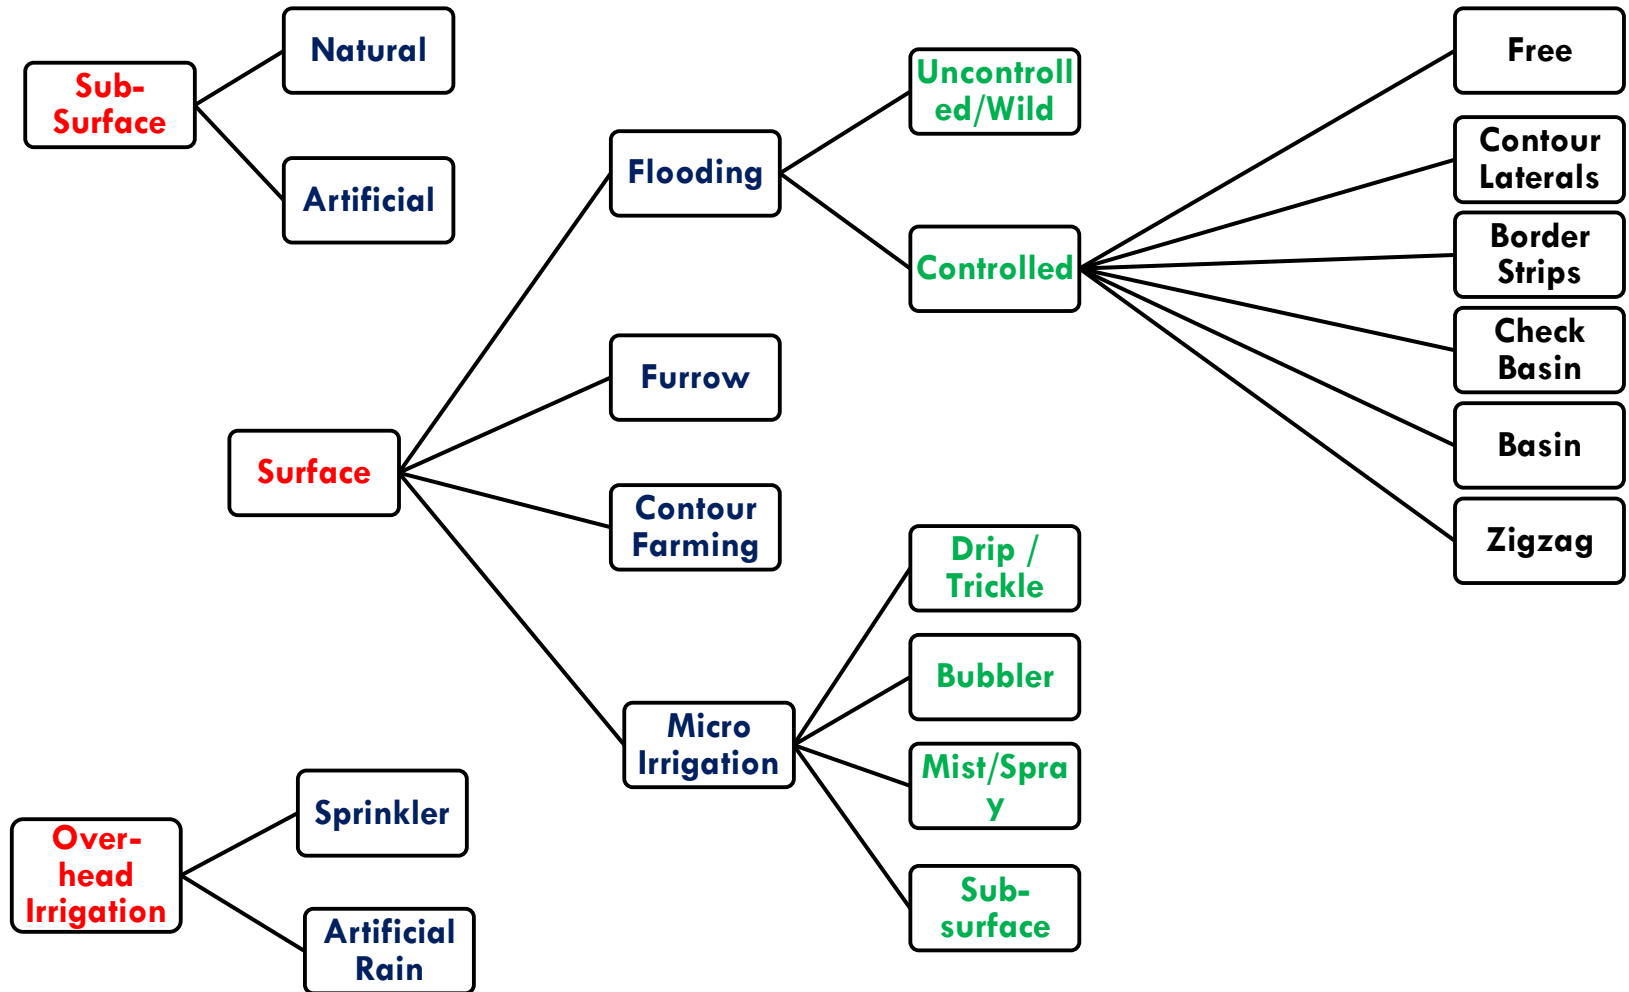 Sub-
Surface
Natural
Artificial
Surface
Flooding
Uncontroll
ed/Wild
Controlled
Free
Contour
Laterals
Border
Strips
Check
Basin
Basin
Zigzag
Furrow
Contour
Farming
Micro
Irrigation
Drip /
Trickle
Bubbler
Mist/Spra
y
Sub-
surface
Over-
head
Irrigation
Sprinkler
Artificial
Rain